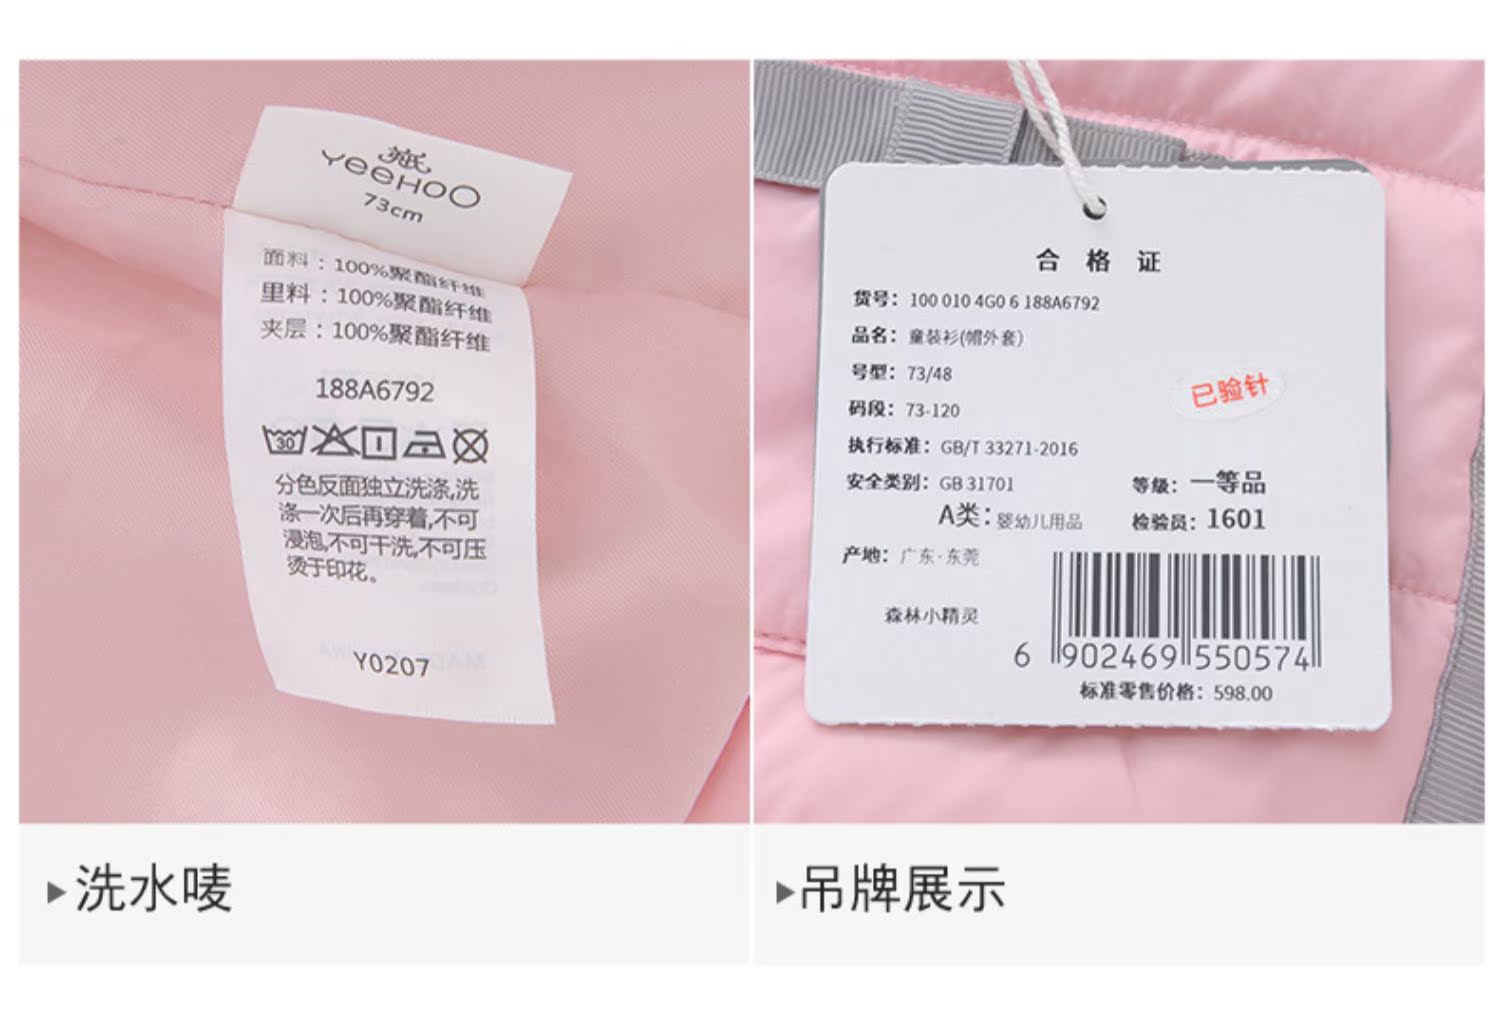 YeeHOO
73cm
面料：100%聚酯纤维
里料：100%聚酯纤维
夹层：100%聚酯纤维
188A6792
30
分色反面独立洗涤,洗
涤一次后再穿着,不可
浸泡,不可干洗,不可压
烫于印花。
Y0207
洗水唛
合格证
货号：100 010 4G0 6 188A6792
品名：童装衫(帽外套)
号型：73/48
码段：73-120
已验针
执行标准：GB/T 33271-2016
安全类别：GB 31701
等级：一等品
A类：婴幼儿用品
检验员：1601
产地：广东·东莞
森林小精灵
6 902469 550574
标准零售价格：598.00
吊牌展示